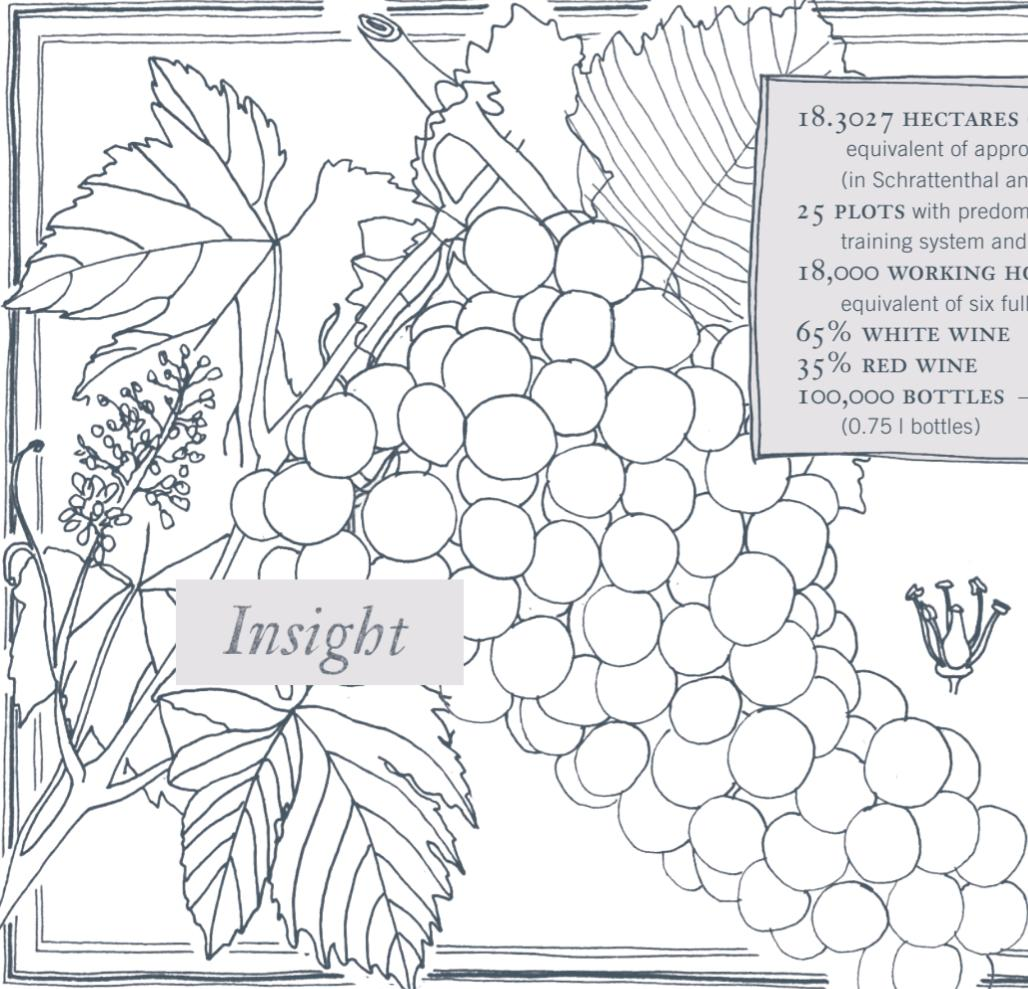 18.3027 HECTARES
equivalent of appro
(in Schrattenthal an
25 PLOTS with predom
training system and
18,000 WORKING HO
equivalent of six full
65% WHITE WINE
35% RED WINE
100,000 BOTTLES –
(0.75 l bottles)
Insight